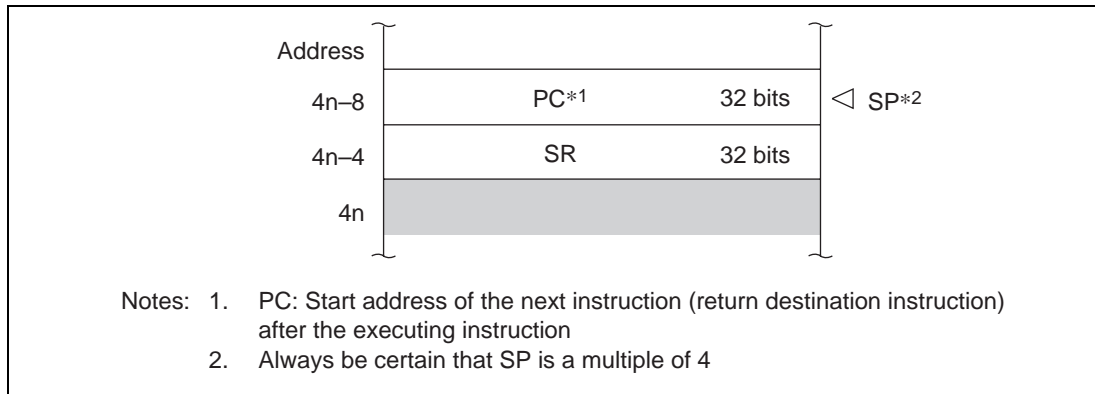 Address
4n–8 PC*1 32 bits SP*2
4n–4 SR 32 bits
4n
Notes: 1. PC: Start address of the next instruction (return destination instruction)
after the executing instruction
2. Always be certain that SP is a multiple of 4